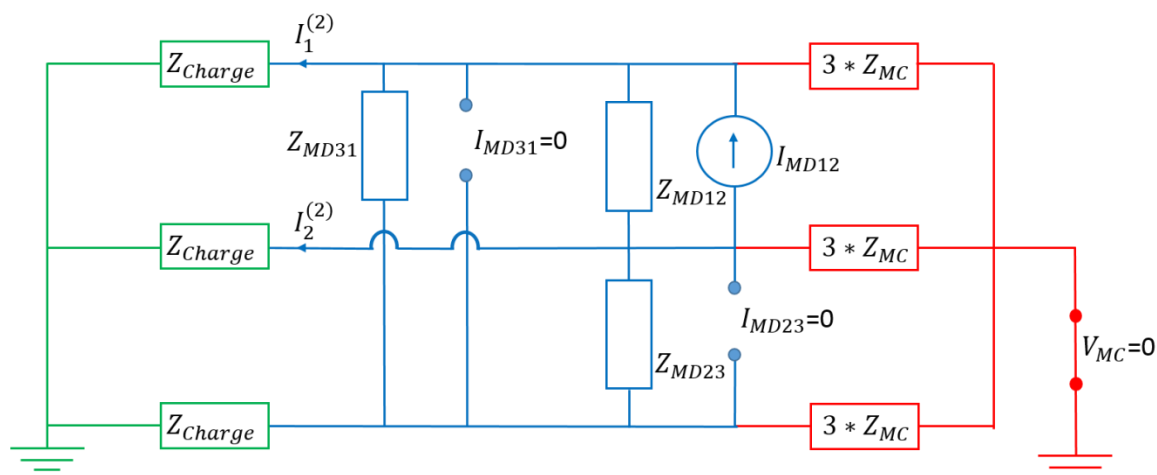 Z_Charge
I_1^(2)
3 * Z_MC
Z_MD31
I_MD31=0
Z_MD12
I_MD12
Z_Charge
I_2^(2)
3 * Z_MC
Z_MD23
I_MD23=0
V_MC=0
Z_Charge
3 * Z_MC